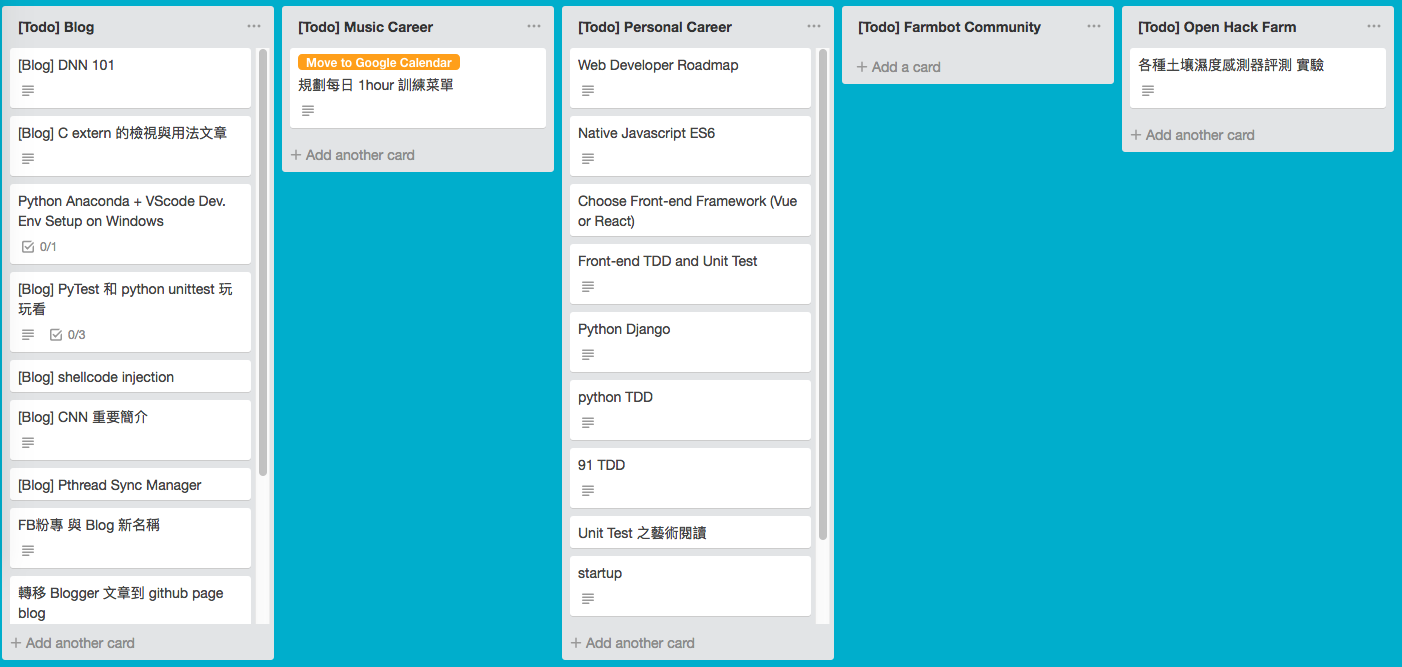 [Todo] Blog
[Blog] DNN 101
[Blog] C extern 的檢視與用法文章
Python Anaconda + VScode Dev.
Env Setup on Windows
0/1
[Blog] PyTest 和 python unittest 玩
玩看
0/3
[Blog] shellcode injection
[Blog] CNN 重要簡介
[Blog] Pthread Sync Manager
FB粉專 與 Blog 新名稱
轉移 Blogger 文章到 github page
blog
+ Add another card
[Todo] Music Career
Move to Google Calendar
規劃每日 1hour 訓練菜單
+ Add another card
[Todo] Personal Career
Web Developer Roadmap
Native Javascript ES6
Choose Front-end Framework (Vue
or React)
Front-end TDD and Unit Test
Python Django
python TDD
91 TDD
Unit Test 之藝術閱讀
startup
+ Add another card
[Todo] Farmbot Community
+ Add a card
[Todo] Open Hack Farm
各種土壤濕度感測器評測 實驗
+ Add another card